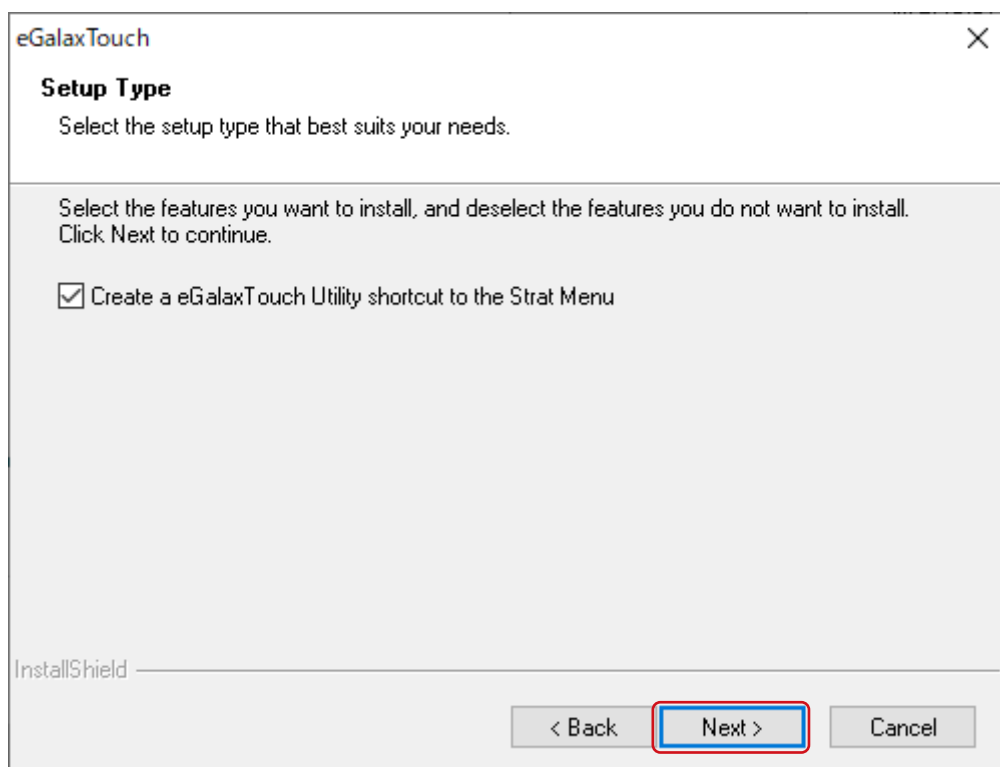 eGalaxTouch
Setup Type
Select the setup type that best suits your needs.
Select the features you want to install, and deselect the features you do not want to install.
Click Next to continue.
Create a eGalaxTouch Utility shortcut to the Strat Menu
InstallShield
< Back
Next >
Cancel